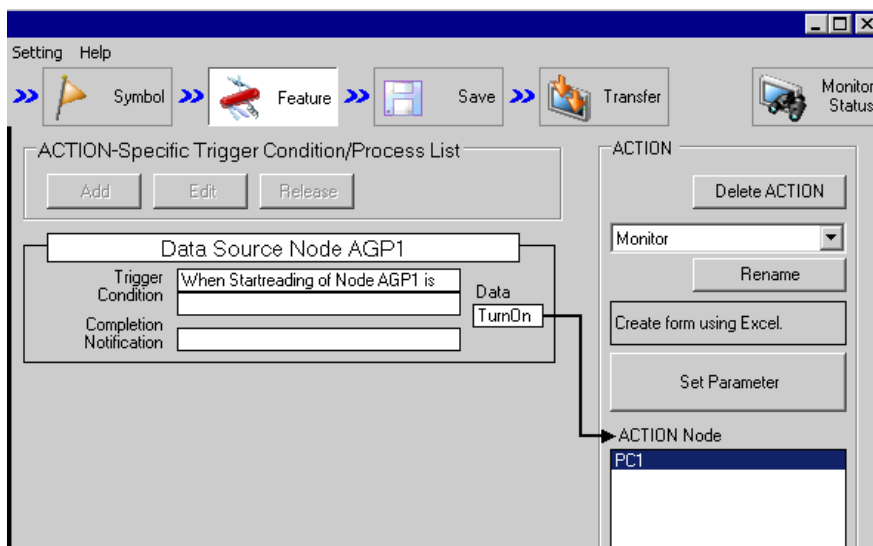 Setting Help
Symbol Feature Save Transfer Monitor
Status
ACTION-Specific Trigger Condition/Process List
Add Edit Release
ACTION
Delete ACTION
Monitor
Rename
Create form using Excel.
Set Parameter
ACTION Node
PC1
Data Source Node AGP1
Trigger
Condition
When Startreading of Node AGP1 is
Data
TurnOn
Completion
Notification